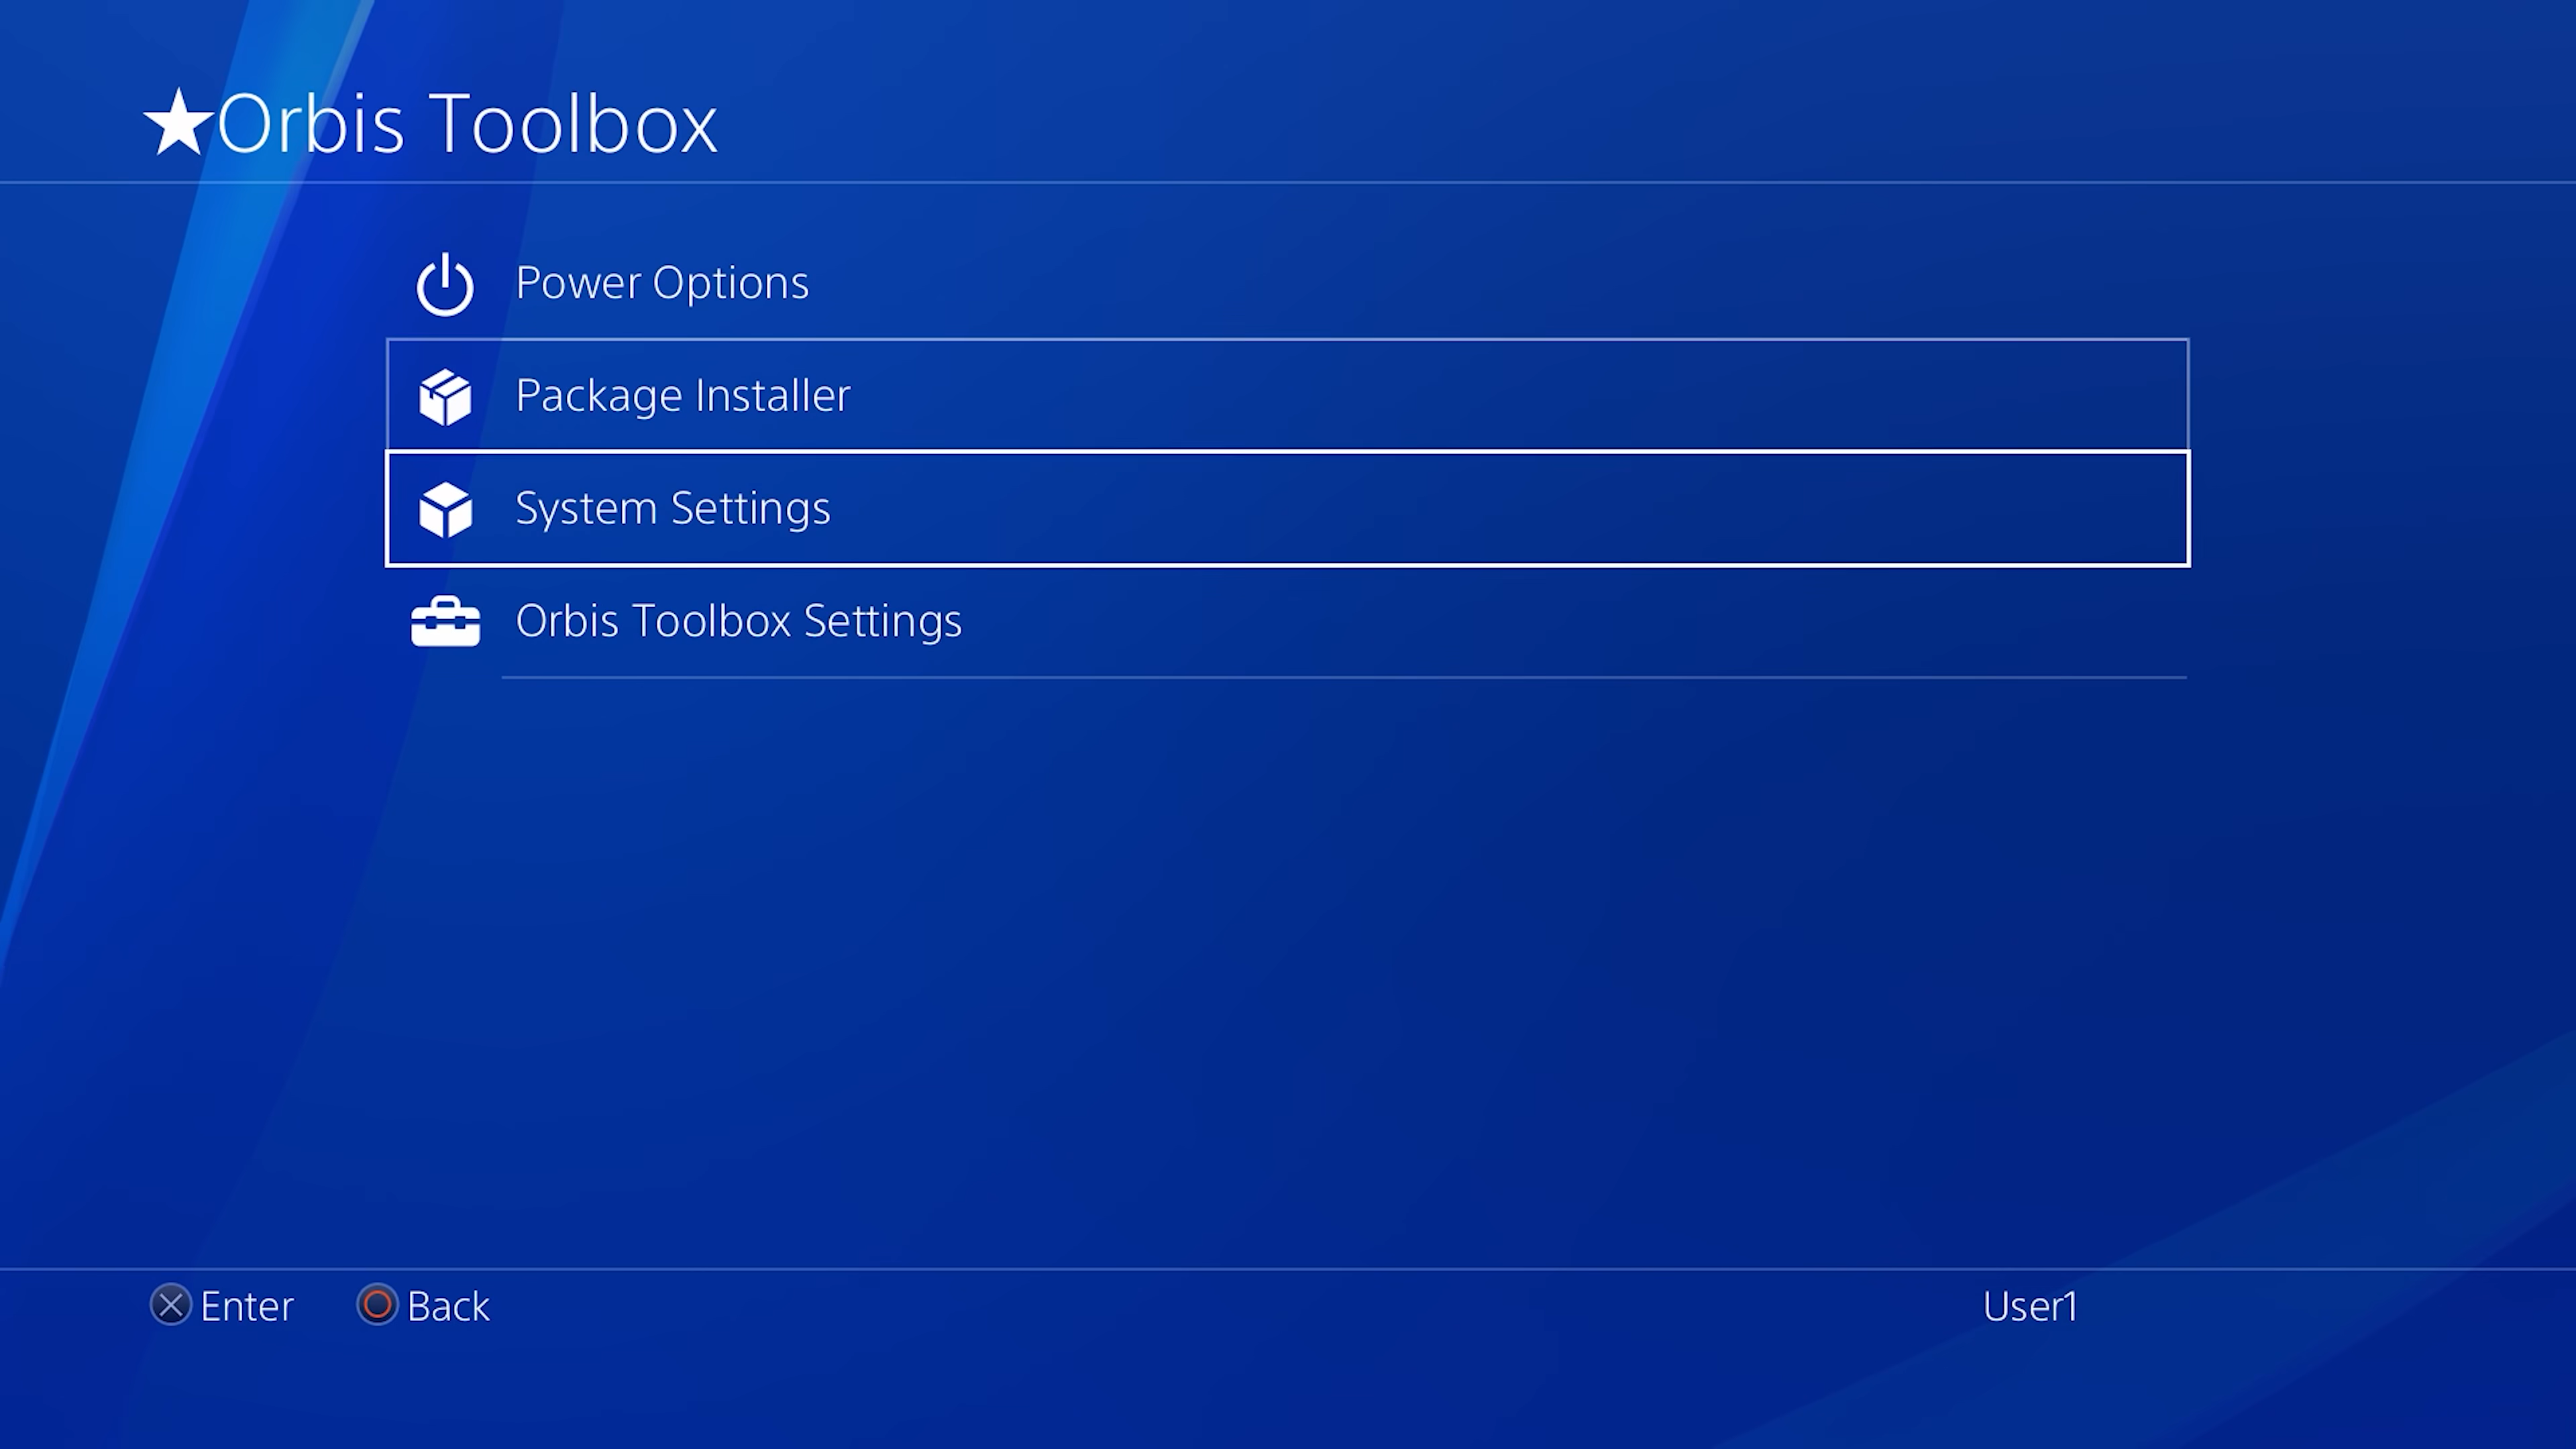 ★Orbis Toolbox
Power Options
Package Installer
System Settings
Orbis Toolbox Settings
Enter Back User1